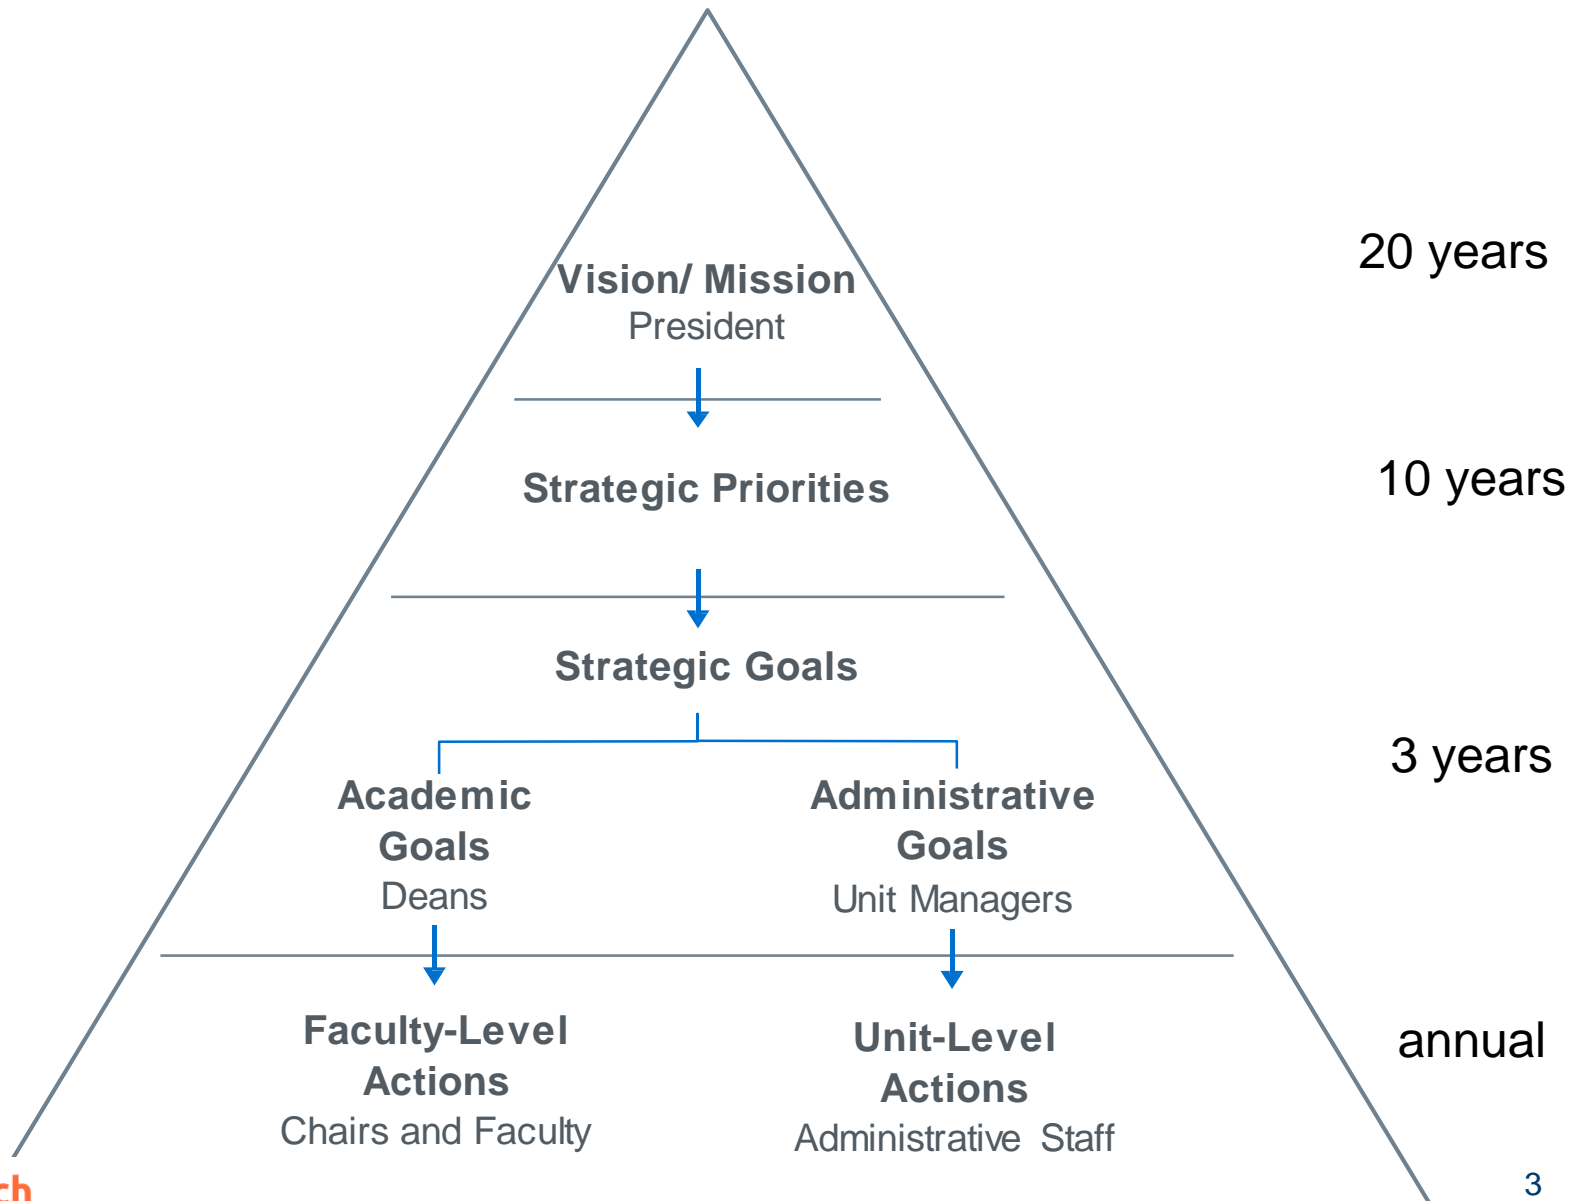 20 years
Vision/ Mission
President
Strategic Priorities
10 years
Strategic Goals
3 years
Academic
Goals
Deans
Administrative
Goals
Unit Managers
Faculty-Level
Actions
Chairs and Faculty
Unit-Level
Actions
Administrative Staff
annual
ch
3